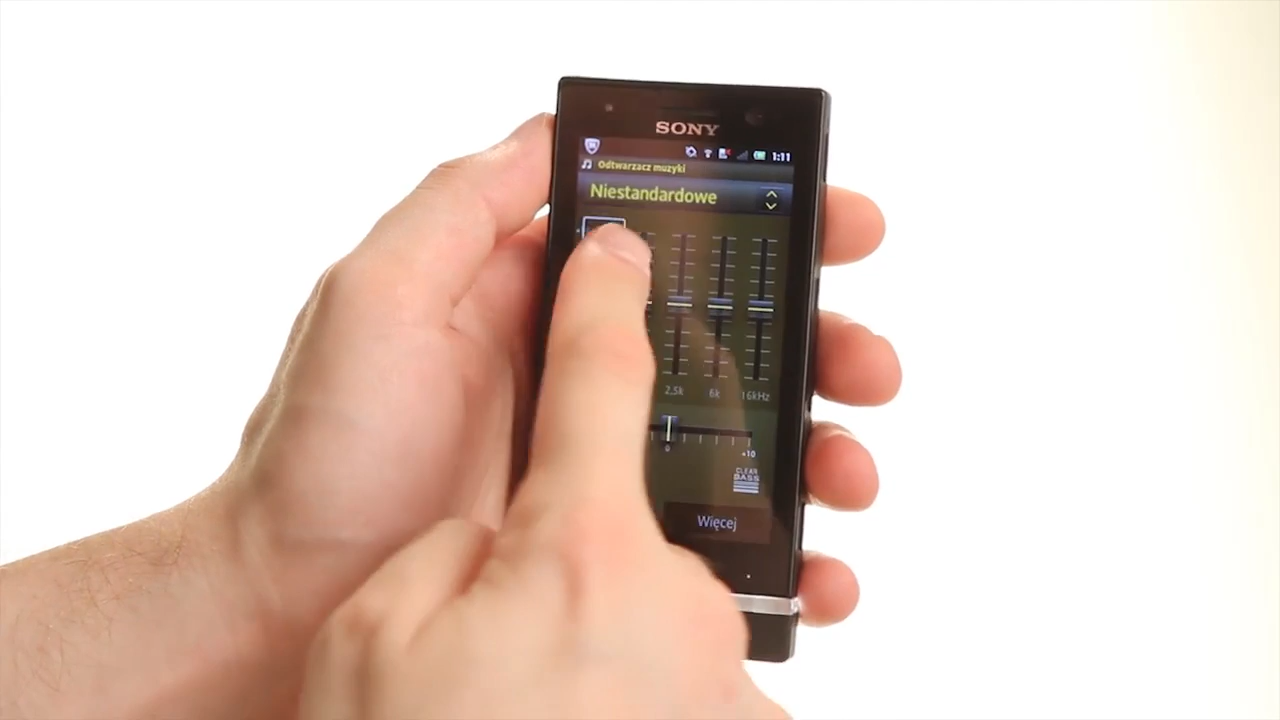 SONY
1:11
Odtwarzacz muzyki
Niestandardowe
2,5k 6k 16kHz
0 +10
CLEAR
BASS
Więcej